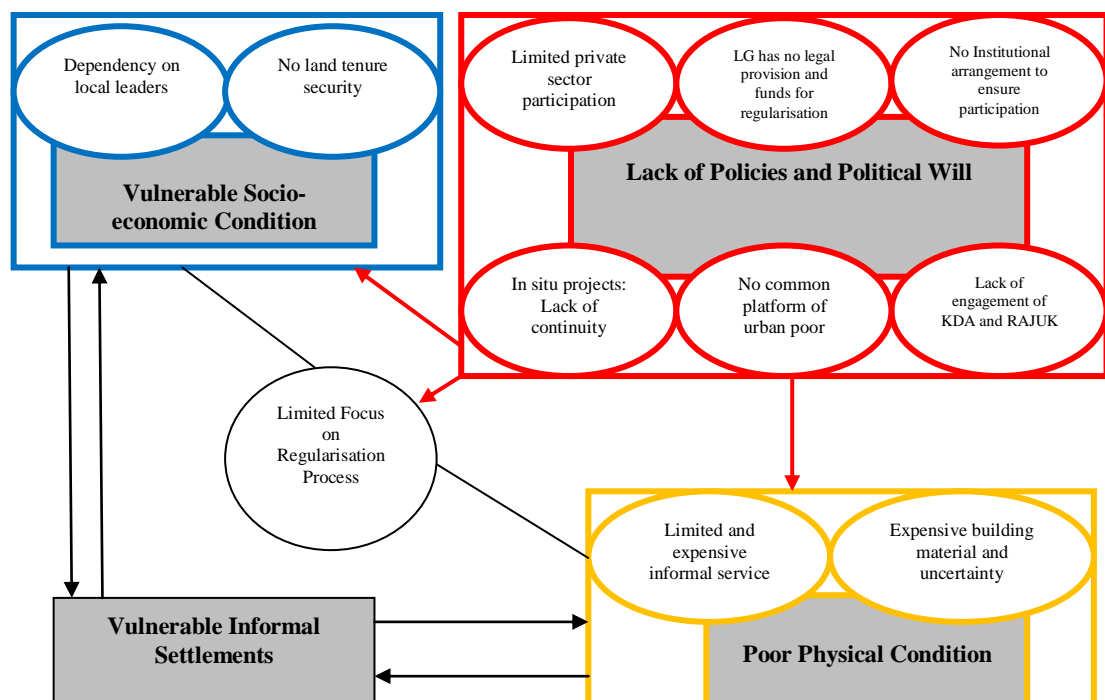 Dependency on
local leaders
No land tenure
security
Vulnerable Socio-
economic Condition
Limited private
sector
participation
LG has no legal
provision and
funds for
regularisation
No Institutional
arrangement to
ensure
participation
Lack of Policies and Political Will
In situ projects:
Lack of
continuity
No common
platform of
urban poor
Lack of
engagement of
KDA and RAJUK
Limited Focus
on
Regularisation
Process
Limited and
expensive
informal service
Expensive building
material and
uncertainty
Vulnerable Informal
Settlements
Poor Physical Condition